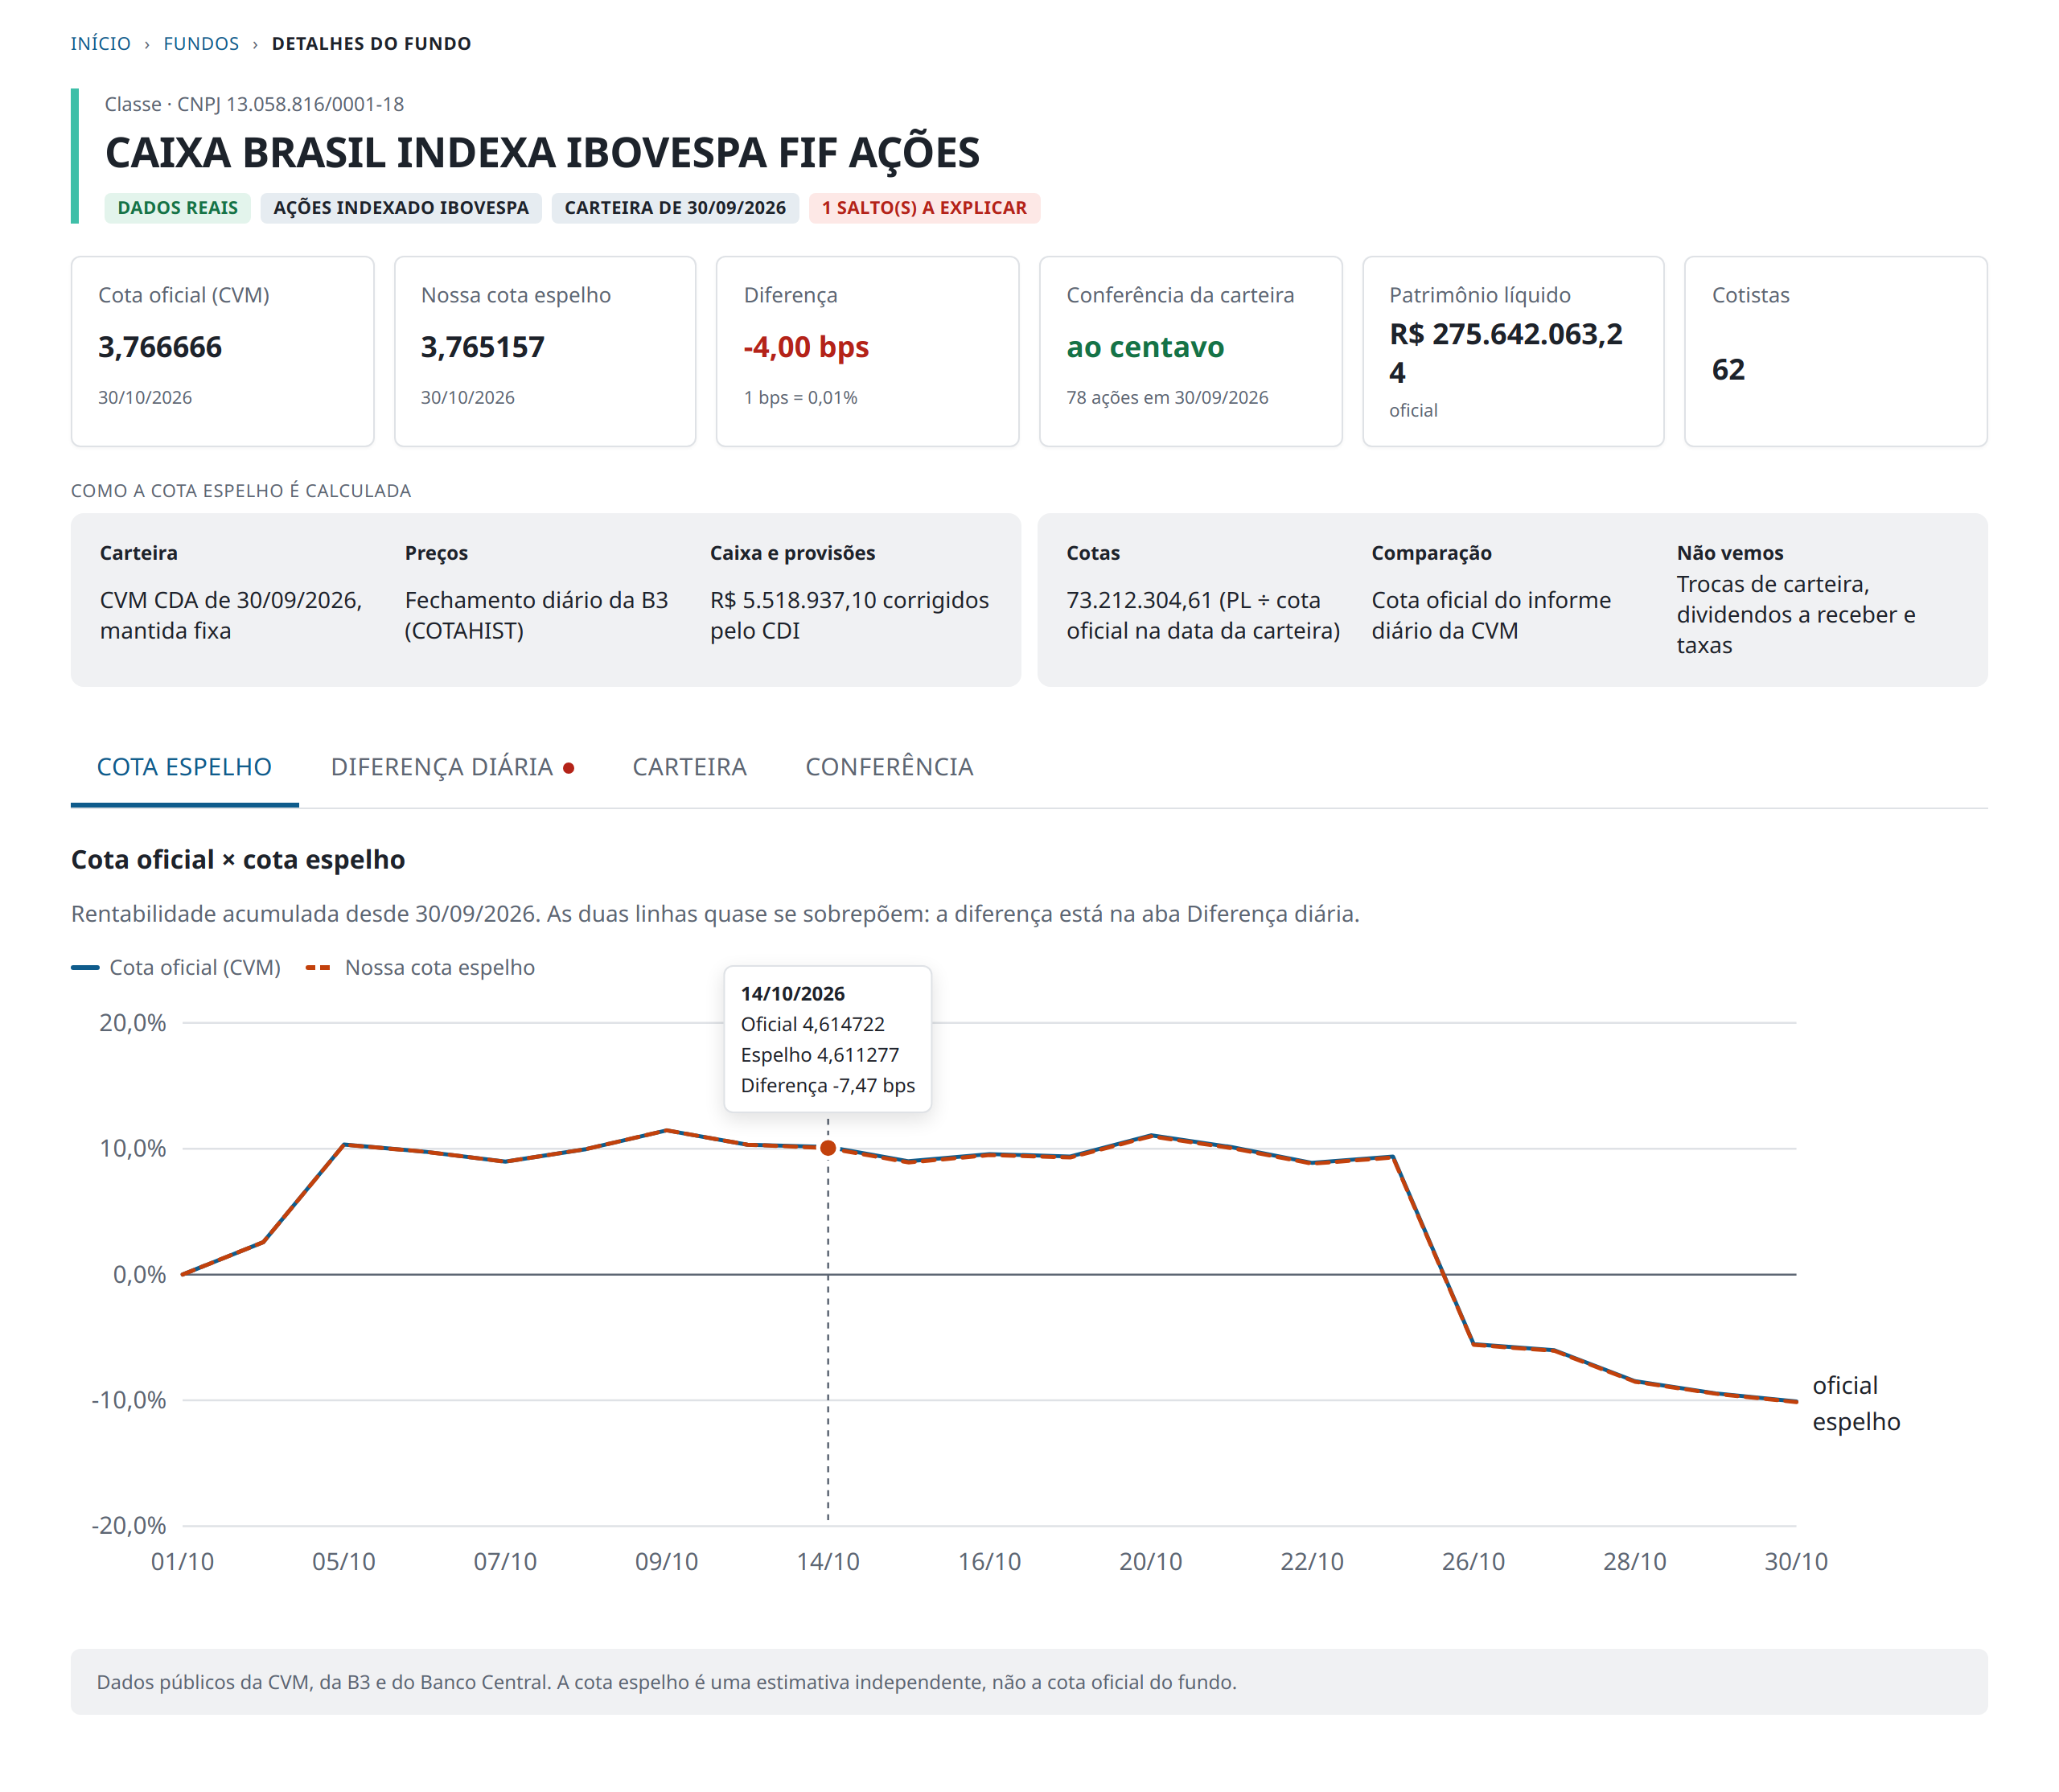 INÍCIO › FUNDOS › DETALHES DO FUNDO
Classe · CNPJ 13.058.816/0001-18
CAIXA BRASIL INDEXA IBOVESPA FIF AÇÕES
DADOS REAIS
AÇÕES INDEXADO IBOVESPA
CARTEIRA DE 30/09/2026
1 SALTO(S) A EXPLICAR
Cota oficial (CVM)
3,766666
30/10/2026
Nossa cota espelho
3,765157
30/10/2026
Diferença
-4,00 bps
1 bps = 0,01%
Conferência da carteira
ao centavo
78 ações em 30/09/2026
Patrimônio líquido
R$ 275.642.063,2
4
oficial
Cotistas
62
COMO A COTA ESPELHO É CALCULADA
Carteira
CVM CDA de 30/09/2026,
mantida fixa
Preços
Fechamento diário da B3
(COTAHIST)
Caixa e provisões
R$ 5.518.937,10 corrigidos
pelo CDI
Cotas
73.212.304,61 (PL ÷ cota
oficial na data da carteira)
Comparação
Cota oficial do informe
diário da CVM
Não vemos
Trocas de carteira,
dividendos a receber e
taxas
COTA ESPELHO
DIFERENÇA DIÁRIA
CARTEIRA
CONFERÊNCIA
Cota oficial × cota espelho
Rentabilidade acumulada desde 30/09/2026. As duas linhas quase se sobrepõem: a diferença está na aba Diferença diária.
Cota oficial (CVM)
Nossa cota espelho
14/10/2026
Oficial 4,614722
Espelho 4,611277
Diferença -7,47 bps
20,0%
10,0%
0,0%
-10,0%
-20,0%
oficial
espelho
01/10
05/10
07/10
09/10
14/10
16/10
20/10
22/10
26/10
28/10
30/10
Dados públicos da CVM, da B3 e do Banco Central. A cota espelho é uma estimativa independente, não a cota oficial do fundo.